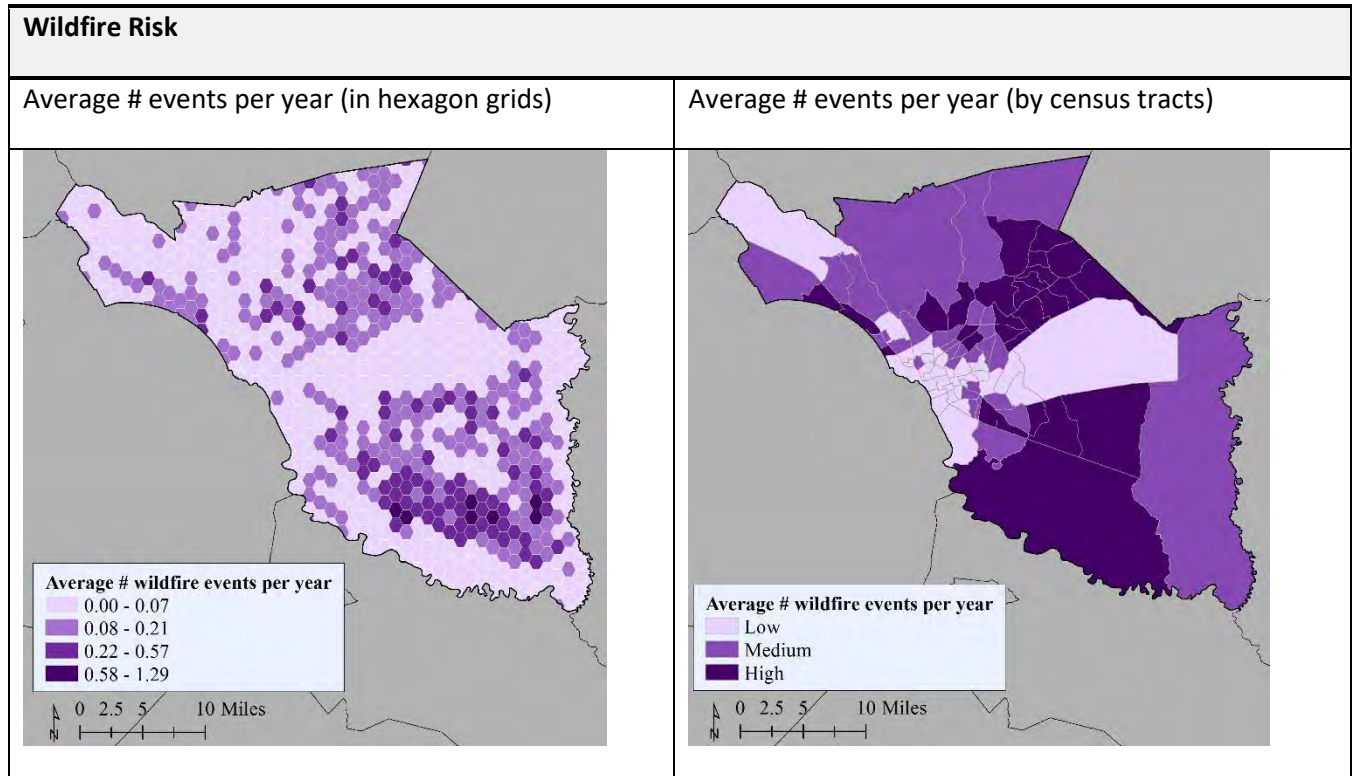 Wildfire Risk
Average # events per year (in hexagon grids)
Average # events per year (by census tracts)
Average # wildfire events per year
0.00 - 0.07
0.08 - 0.21
0.22 - 0.57
0.58 - 1.29
N
0 2.5 5 10 Miles
Average # wildfire events per year
Low
Medium
High
N
0 2.5 5 10 Miles